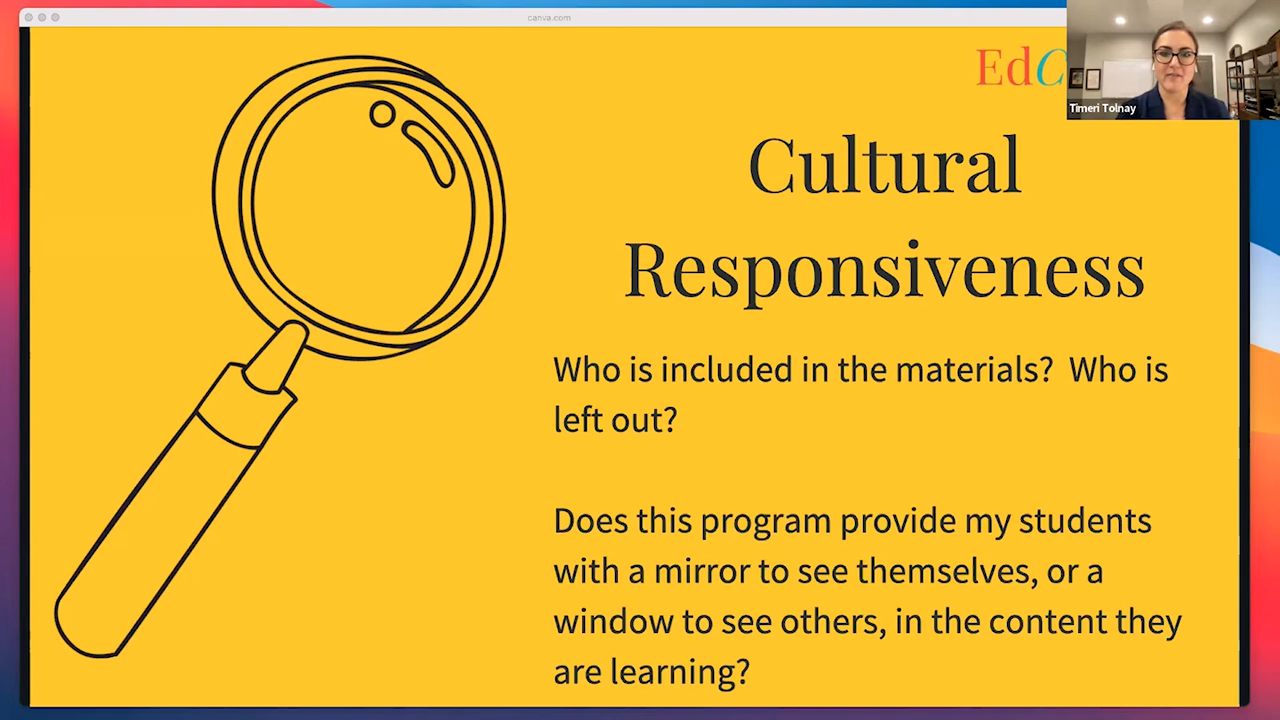 canva.com
EdC
Timeri Tolnay
Cultural
Responsiveness
Who is included in the materials?  Who is
left out?
Does this program provide my students
with a mirror to see themselves, or a
window to see others, in the content they
are learning?